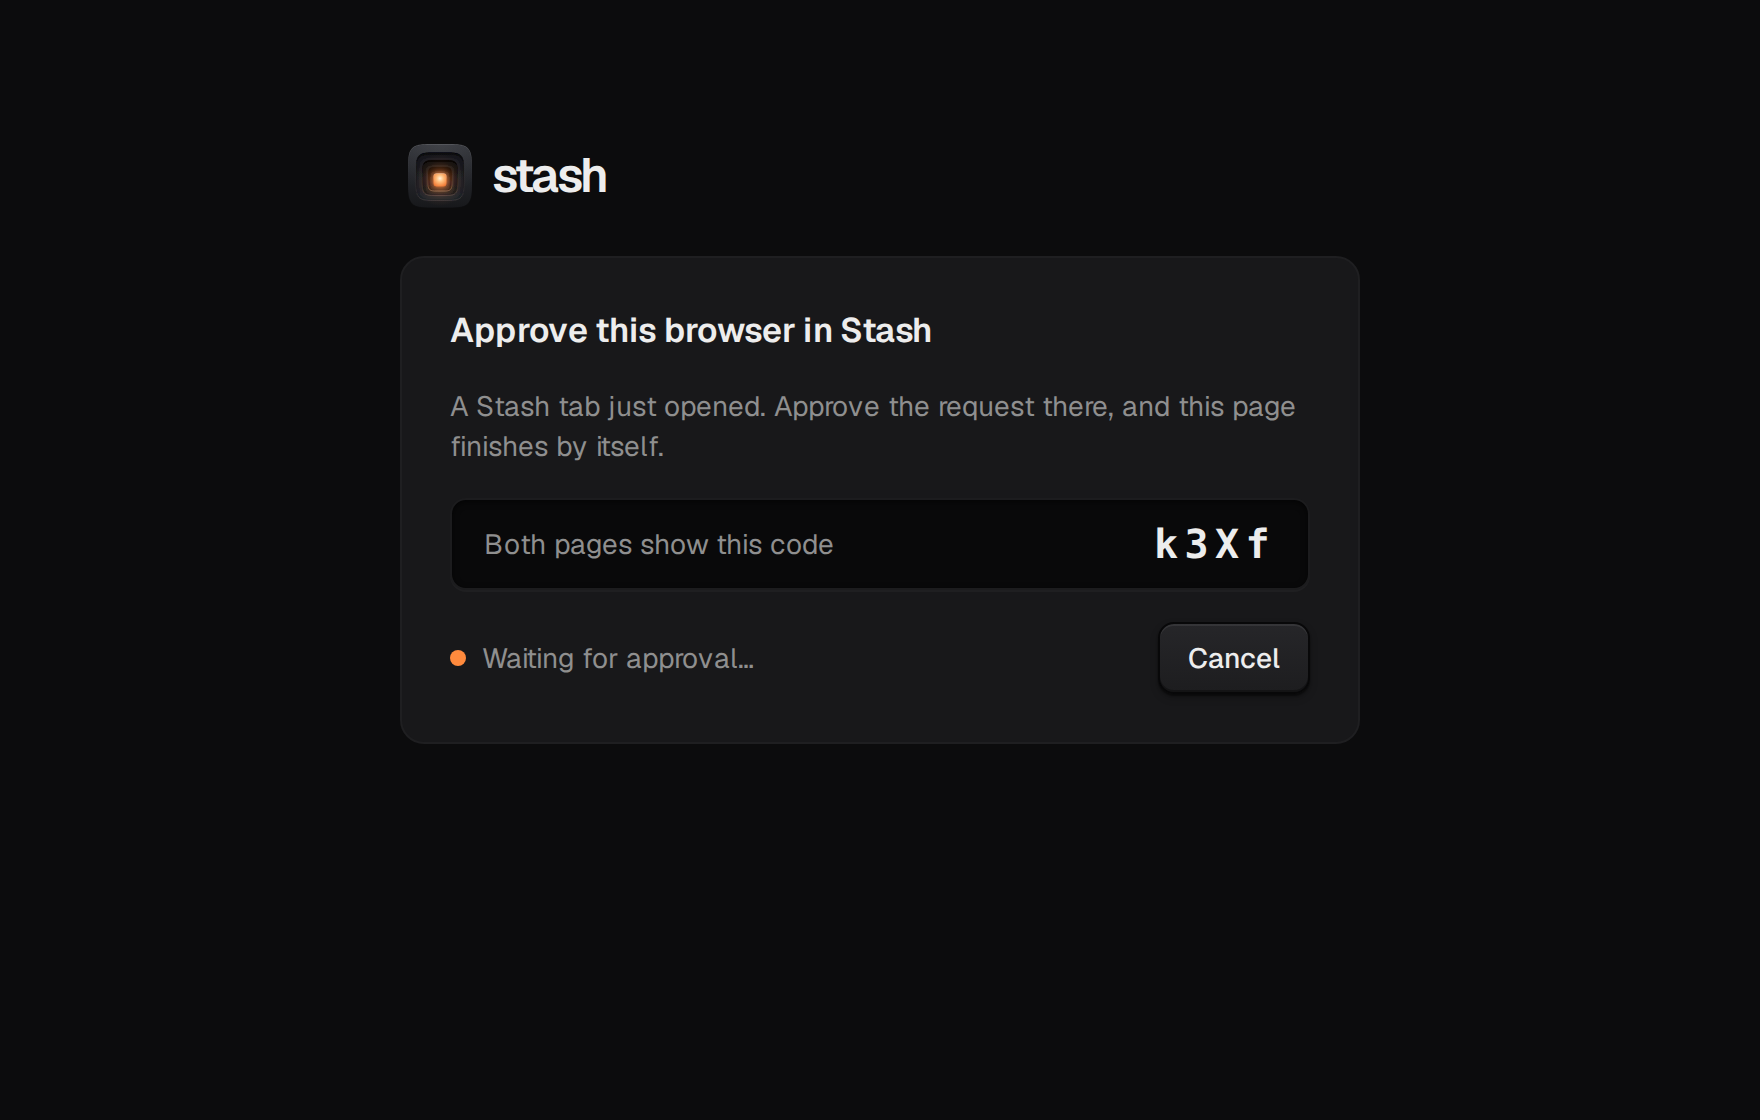 stash
Approve this browser in Stash
A Stash tab just opened. Approve the request there, and this page
finishes by itself.
Both pages show this code
k3Xf
Waiting for approval…
Cancel